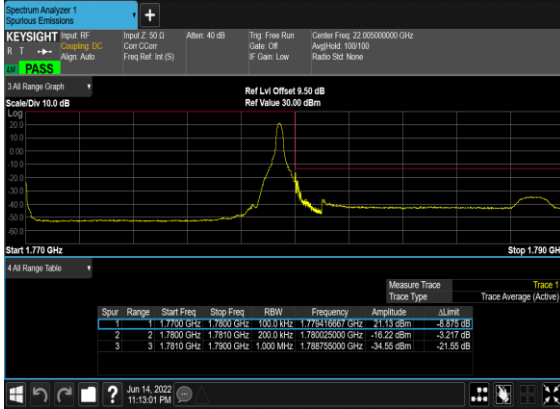 Spectrum Analyzer 1
Spurious Emissions
KEYSIGHT
R T
LXI PASS
Input: RF
Coupling: DC
Align: Auto
Input Z: 50 Ω
Corr CCorr
Freq Ref: Int (S)
Atten: 40 dB
Trig: Free Run
Gate: Off
IF Gain: Low
Center Freq: 22.005000000 GHz
Avg|Hold: 100/100
Radio Std: None
3 All Range Graph
Scale/Div 10.0 dB
Ref Lvl Offset 9.50 dB
Ref Value 30.00 dBm
Log
20.0
10.0
0.00
-10.0
-20.0
-30.0
-40.0
-50.0
-60.0
Start 1.770 GHz
Stop 1.790 GH
4 All Range Table
Measure Trace Trace 1
Trace Type Trace Average (Active)
Spur Range Start Freq Stop Freq RBW Frequency Amplitude ΔLimit
1 1 1.7700 GHz 1.7800 GHz 100.0 kHz 1.779416667 GHz 21.13 dBm -8.875 dB
2 2 1.7800 GHz 1.7810 GHz 200.0 kHz 1.780025000 GHz -16.22 dBm -3.217 dB
3 3 1.7810 GHz 1.7900 GHz 1.000 MHz 1.788755000 GHz -34.55 dBm -21.55 dB
Jun 14, 2022
11:13:01 PM